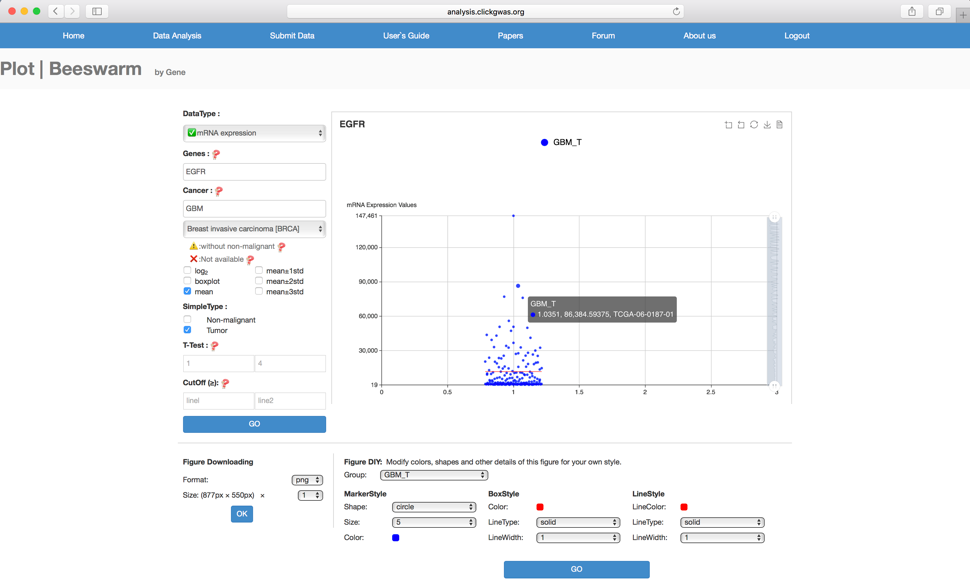 analysis.clickgwas.org
Home Data Analysis Submit Data User's Guide Papers Forum About us Logout
Plot | Beeswarm by Gene
DataType :
mRNA expression
Genes :
EGFR
Cancer :
GBM
Breast invasive carcinoma [BRCA]
:without non-malignant
:Not available
log2 mean±1std
boxplot mean±2std
mean mean±3std
SimpleType :
Non-malignant
Tumor
T-Test :
1 4
CutOff (≥):
line1 line2
GO
EGFR
GBM_T
mRNA Expression Values
147,461
120,000
90,000
60,000
30,000
19
0 0.5 1 1.5 2 2.5 3
GBM_T
1.0351, 86,384.59375, TCGA-06-0187-01
Figure Downloading
Format: png
Size: (877px × 550px) × 1
OK
Figure DIY: Modify colors, shapes and other details of this figure for your own style.
Group: GBM_T
MarkerStyle BoxStyle LineStyle
Shape: circle Color: LineColor:
Size: 5 LineType: solid LineType: solid
Color: LineWidth: 1 LineWidth: 1
GO